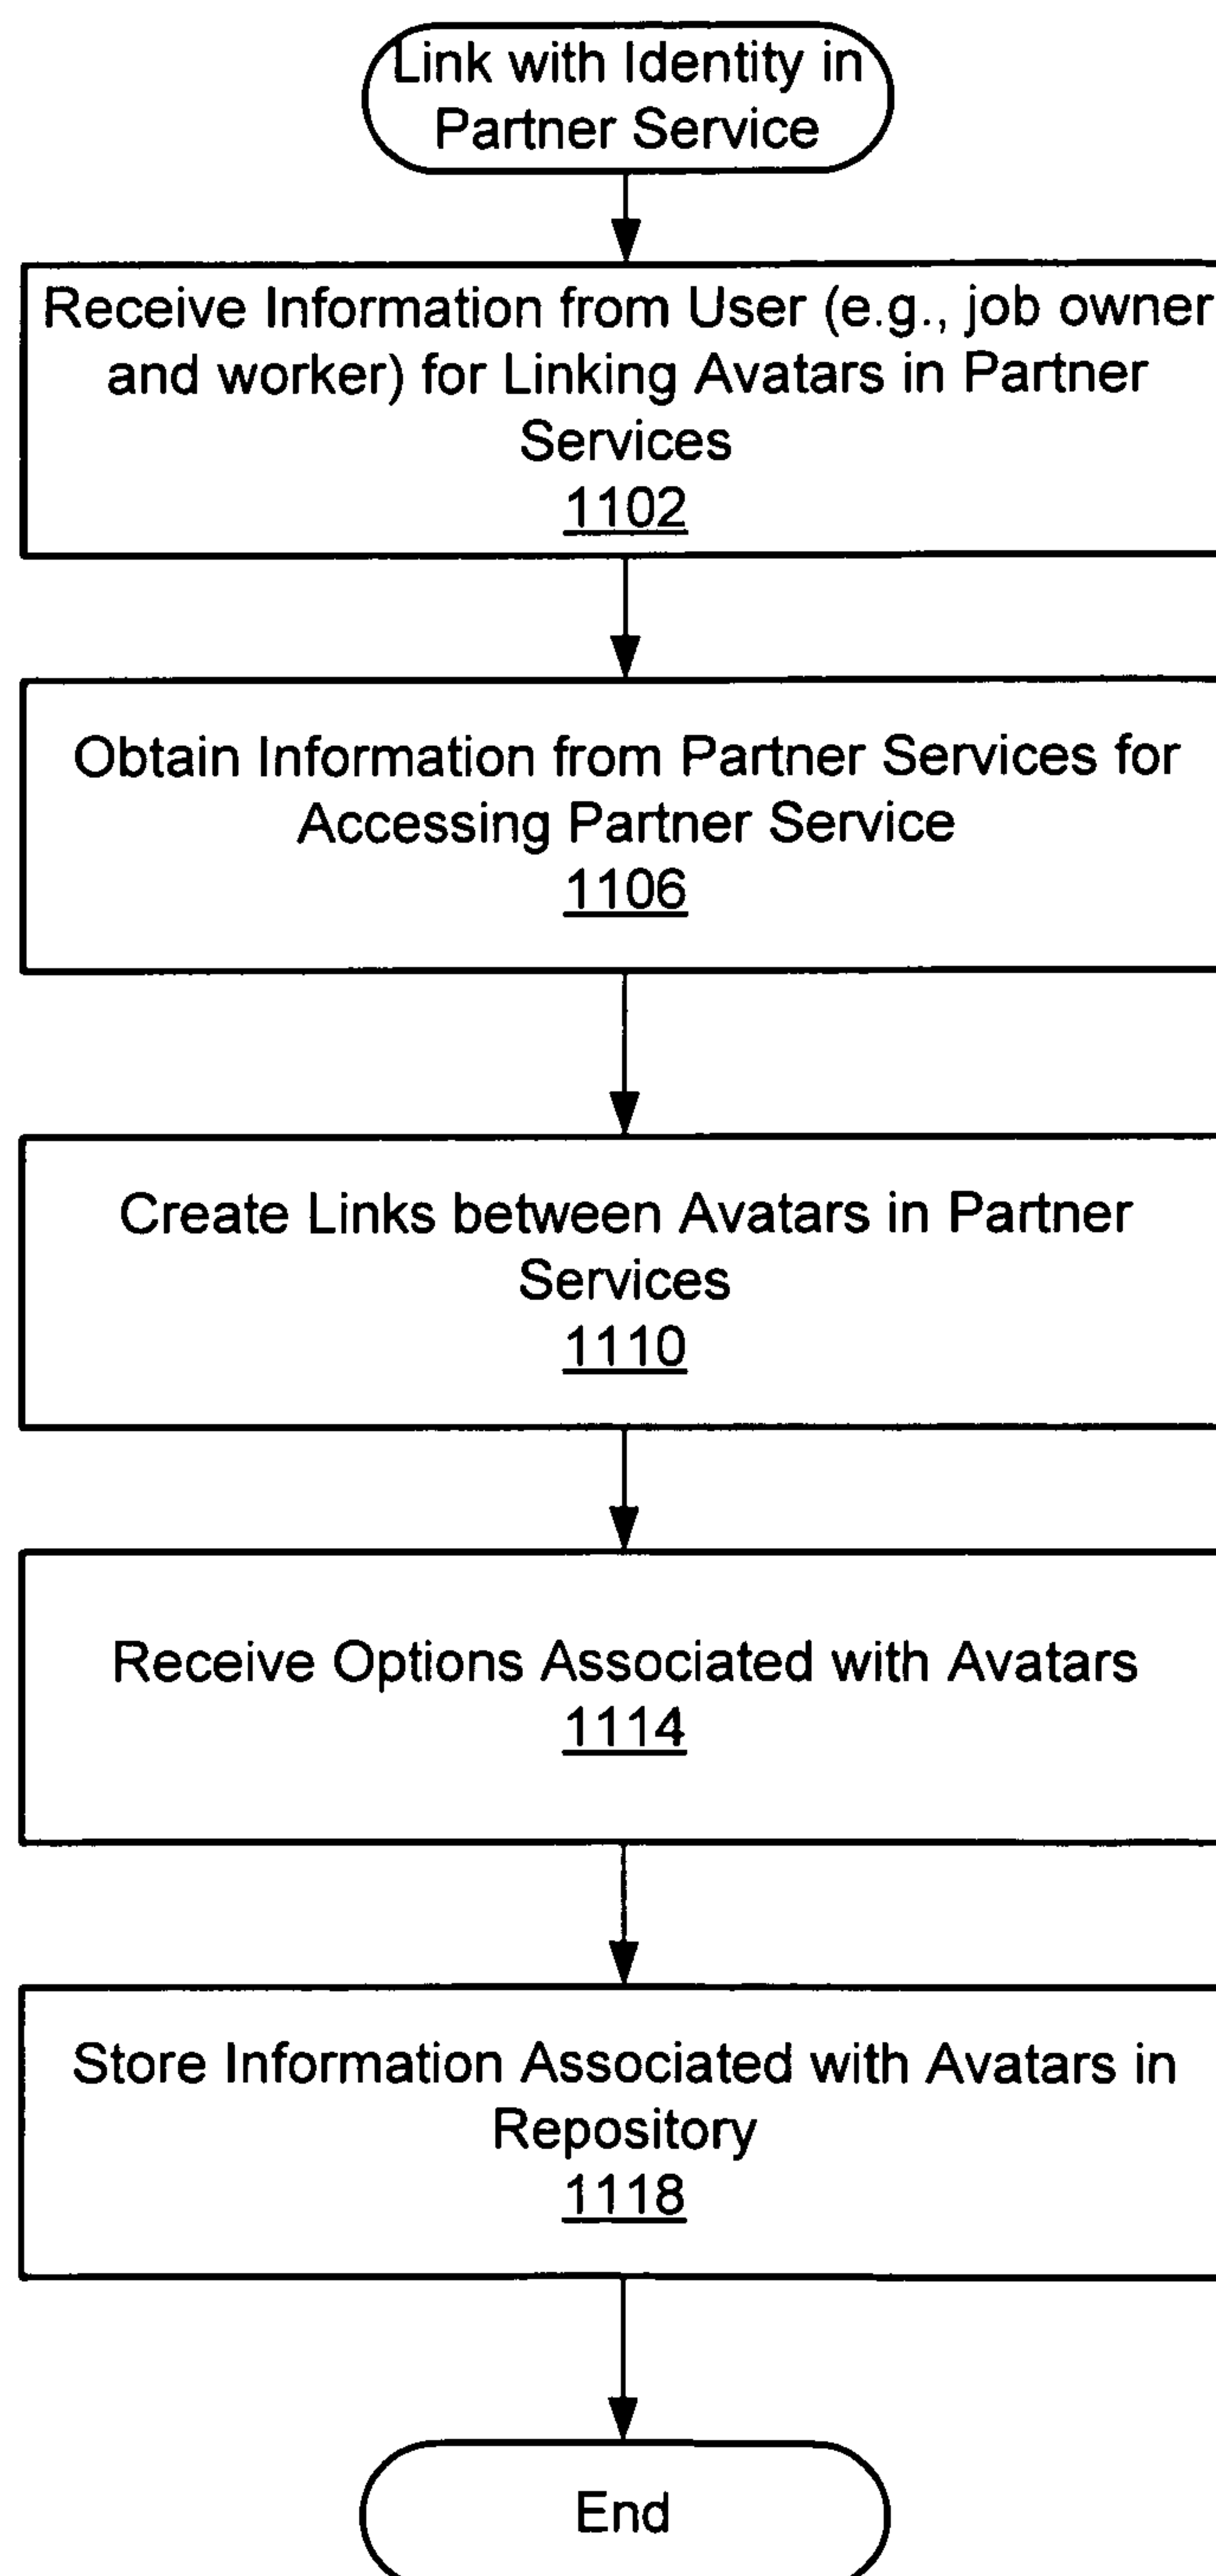 Link with Identity in
Partner Service
Receive Information from User (e.g., job owner
and worker) for Linking Avatars in Partner
Services
1102
Obtain Information from Partner Services for
Accessing Partner Service
1106
Create Links between Avatars in Partner
Services
1110
Receive Options Associated with Avatars
1114
Store Information Associated with Avatars in
Repository
1118
End